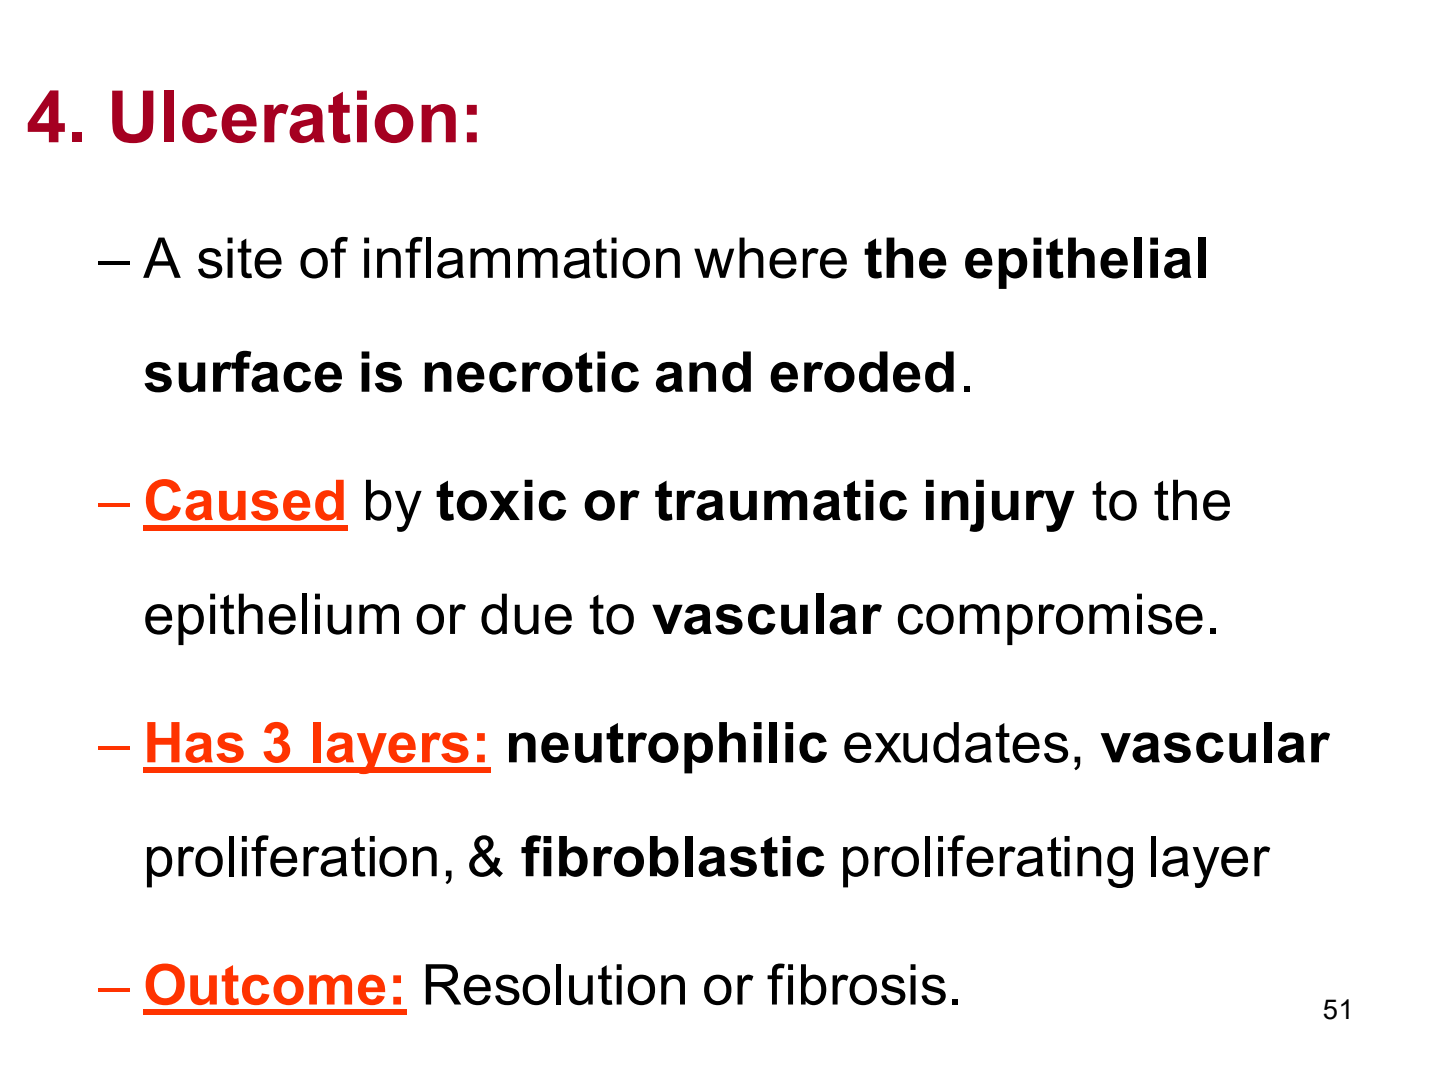 4. Ulceration:
– A site of inflammation where the epithelial
surface is necrotic and eroded.
– Caused by toxic or traumatic injury to the
epithelium or due to vascular compromise.
– Has 3 layers: neutrophilic exudates, vascular
proliferation, & fibroblastic proliferating layer
– Outcome: Resolution or fibrosis.
51